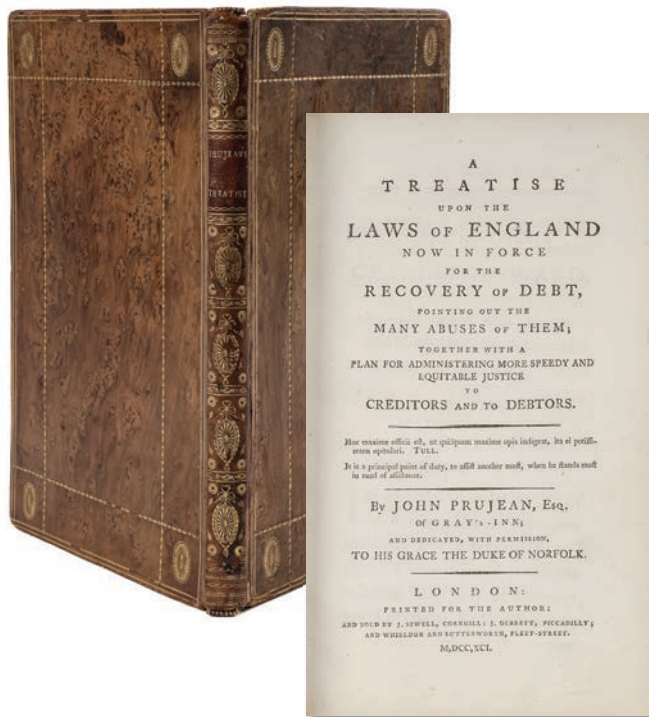 PRUJEAN'S
TREATISE
A
TREATISE
UPON THE
LAWS OF ENGLAND
NOW IN FORCE
FOR THE
RECOVERY OF DEBT,
POINTING OUT THE
MANY ABUSES OF THEM;
TOGETHER WITH A
PLAN FOR ADMINISTERING MORE SPEEDY AND
EQUITABLE JUSTICE
TO
CREDITORS AND TO DEBTORS.
Hoc maxime officii est, ut quisquam maxime opis indigeat, ita ei potissi-
mum opitulari. TULL.
It is a principal point of duty, to assist another most, when he stands most
in need of assistance.
By JOHN PRUJEAN, Esq.
Of GRAY's-INN;
AND DEDICATED, WITH PERMISSION,
TO HIS GRACE THE DUKE OF NORFOLK.
LONDON:
PRINTED FOR THE AUTHOR;
AND SOLD BY J. SEWELL, CORNHILL; J. DEBRETT, PICCADILLY;
AND WHIELDON AND BUTTERWORTH, FLEET-STREET.
M,DCC,XCI.